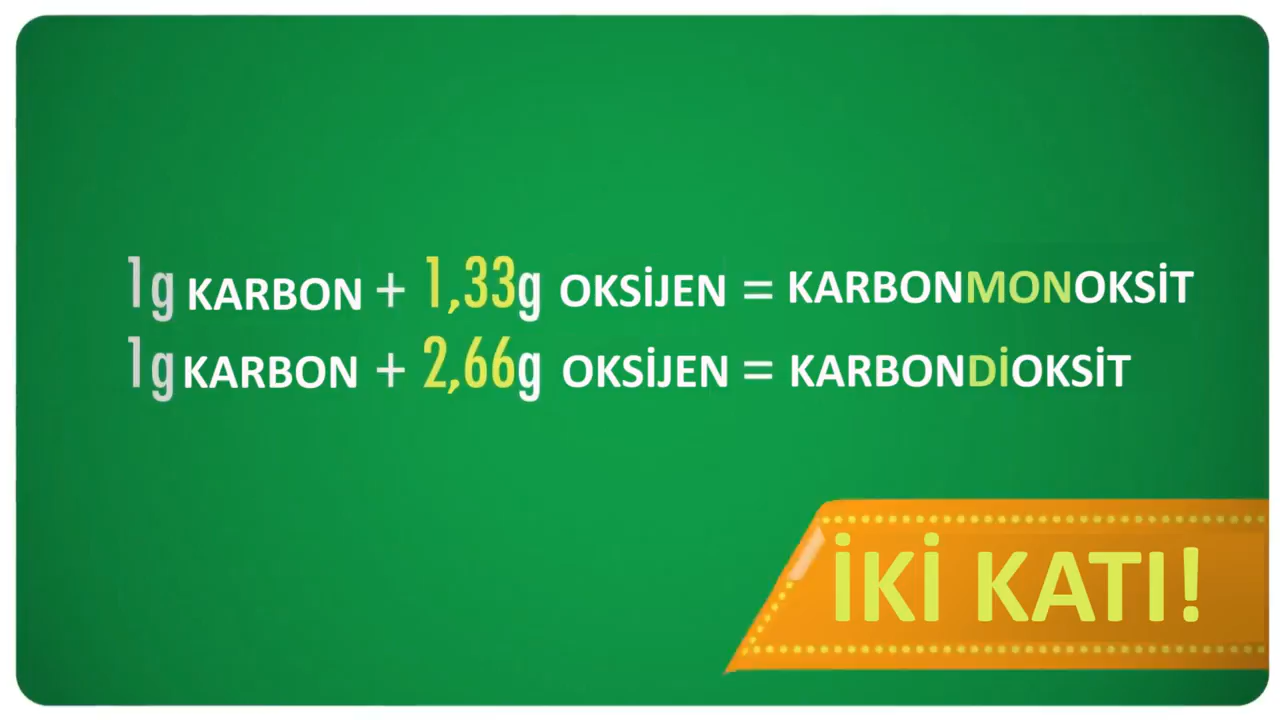 1g KARBON + 1,33g OKSİJEN = KARBONMONOKSİT
1g KARBON + 2,66g OKSİJEN = KARBONDİOKSİT
İKİ KATI!